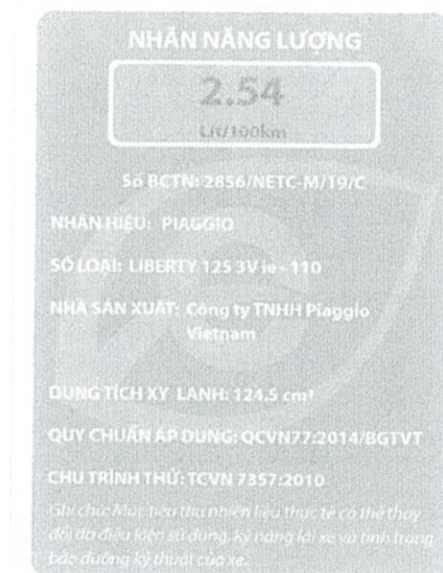 NHÃN NĂNG LƯỢNG
2.54
Lít/100km
Số BCTN: 2856/NETC-M/19/C
NHÃN HIỆU: PIAGGIO
SỐ LOẠI: LIBERTY 125 3V ie - 110
NHÀ SẢN XUẤT: Công ty TNHH Piaggio
Vietnam
DUNG TÍCH XY LANH: 124.5 cm³
QUY CHUẨN ÁP DỤNG: QCVN77:2014/BGTVT
CHU TRÌNH THỬ: TCVN 7357:2010
Ghi chú: Mức tiêu thụ nhiên liệu thực tế có thể thay
đổi do điều kiện sử dụng, kỹ năng lái xe và tình trạng
bảo dưỡng kỹ thuật của xe.